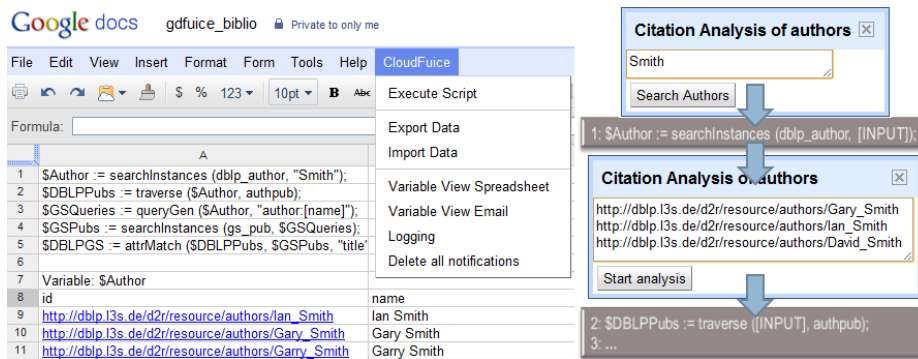 Google docs gdfuice_biblio Private to only me
File Edit View Insert Format Form Tools Help CloudFuice
$ % 123 10pt B Abc
Formula:
A
1 $Author := searchInstances (dblp_author, "Smith");
2 $DBLPPubs := traverse ($Author, authpub);
3 $GSQueries := queryGen ($Author, "author:[name]");
4 $GSPubs := searchInstances (gs_pub, $GSQueries);
5 $DBLPGS := attrMatch ($DBLPPubs, $GSPubs, "title"
6
7 Variable: $Author
8 id name
9 http://dblp.l3s.de/d2r/resource/authors/Ian_Smith Ian Smith
10 http://dblp.l3s.de/d2r/resource/authors/Gary_Smith Gary Smith
11 http://dblp.l3s.de/d2r/resource/authors/Garry_Smith Garry Smith
Execute Script
Export Data
Import Data
Variable View Spreadsheet
Variable View Email
Logging
Delete all notifications
Citation Analysis of authors
Smith
Search Authors
1: $Author := searchInstances (dblp_author, [INPUT]);
Citation Analysis of authors
http://dblp.l3s.de/d2r/resource/authors/Gary_Smith
http://dblp.l3s.de/d2r/resource/authors/Ian_Smith
http://dblp.l3s.de/d2r/resource/authors/David_Smith
Start analysis
2: $DBLPPubs := traverse ([INPUT], authpub);
3: ...